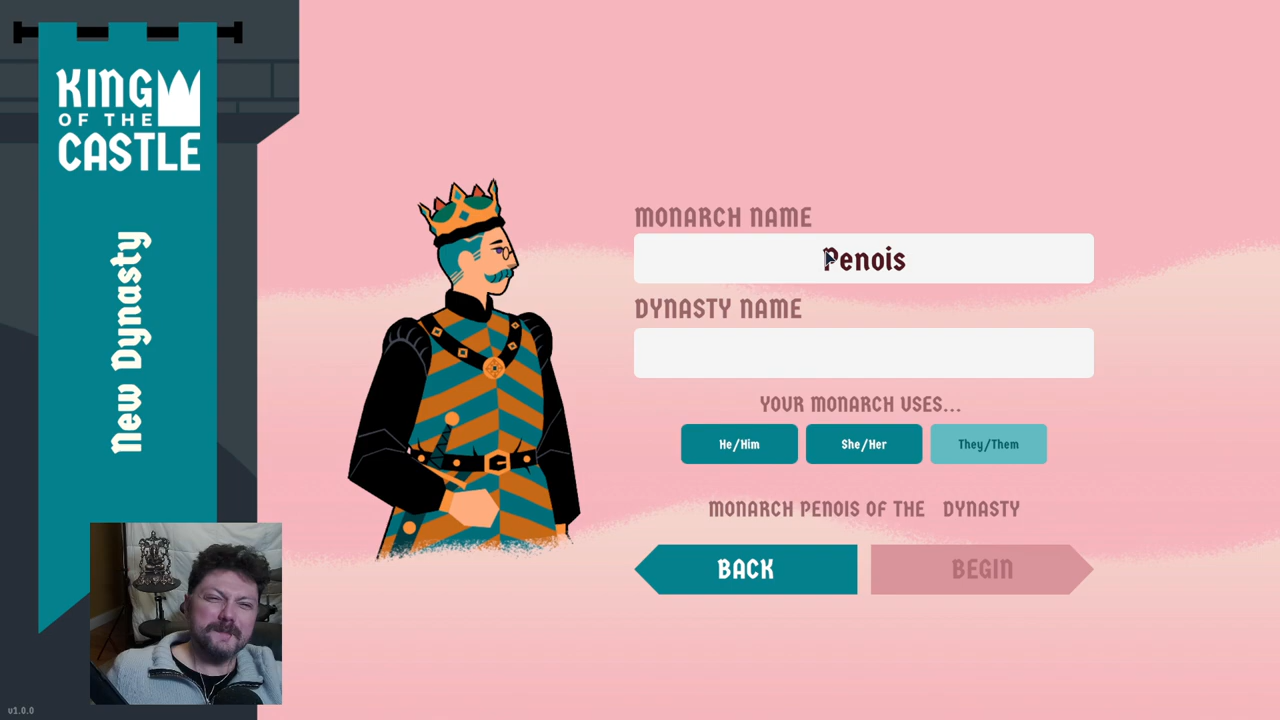 KING
OF THE
CASTLE
New Dynasty
MONARCH NAME
Penois
DYNASTY NAME
YOUR MONARCH USES...
He/Him
She/Her
They/Them
MONARCH PENOIS OF THE DYNASTY
BACK
BEGIN
v1.0.0